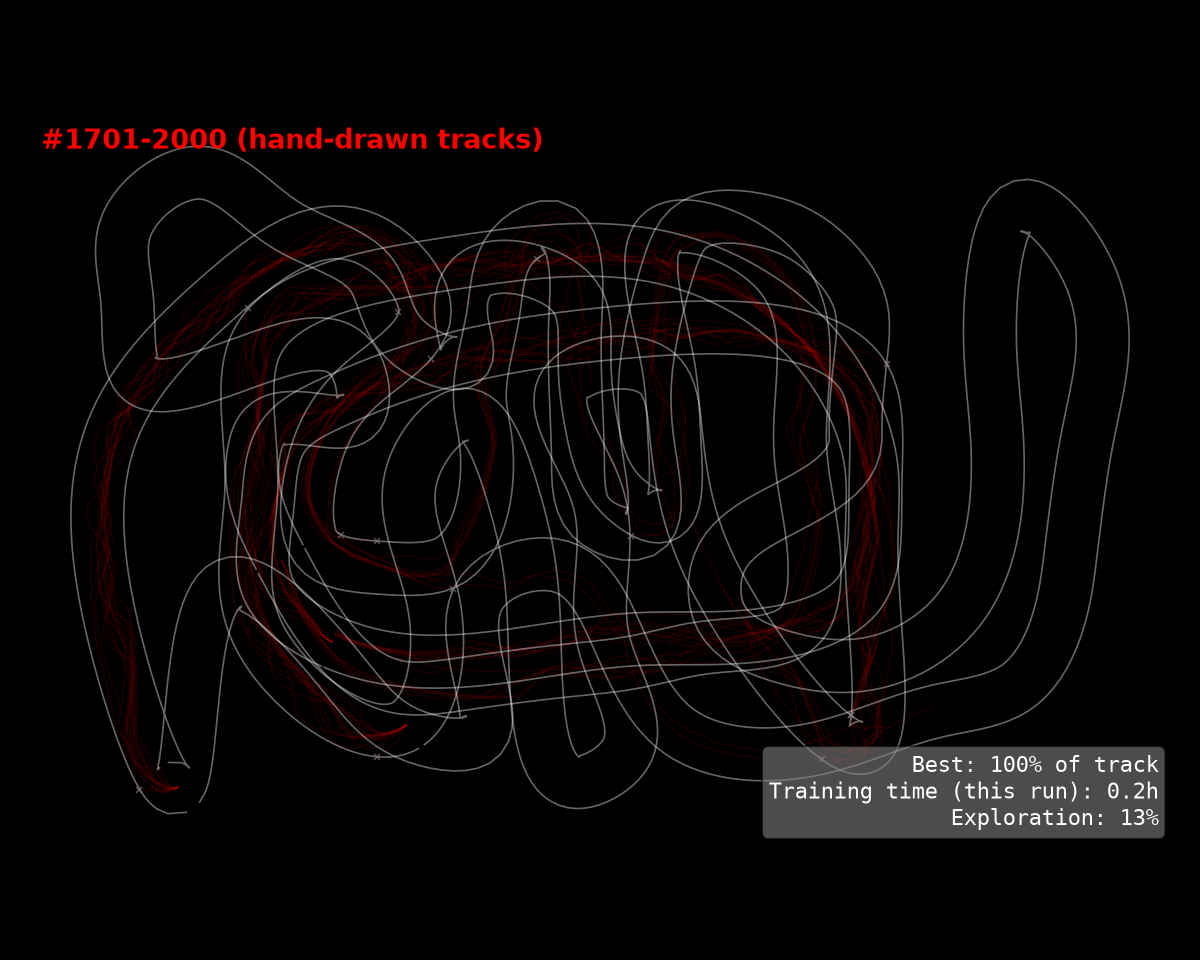 #1701-2000 (hand-drawn tracks)
Best: 100% of track
Training time (this run): 0.2h
Exploration: 13%